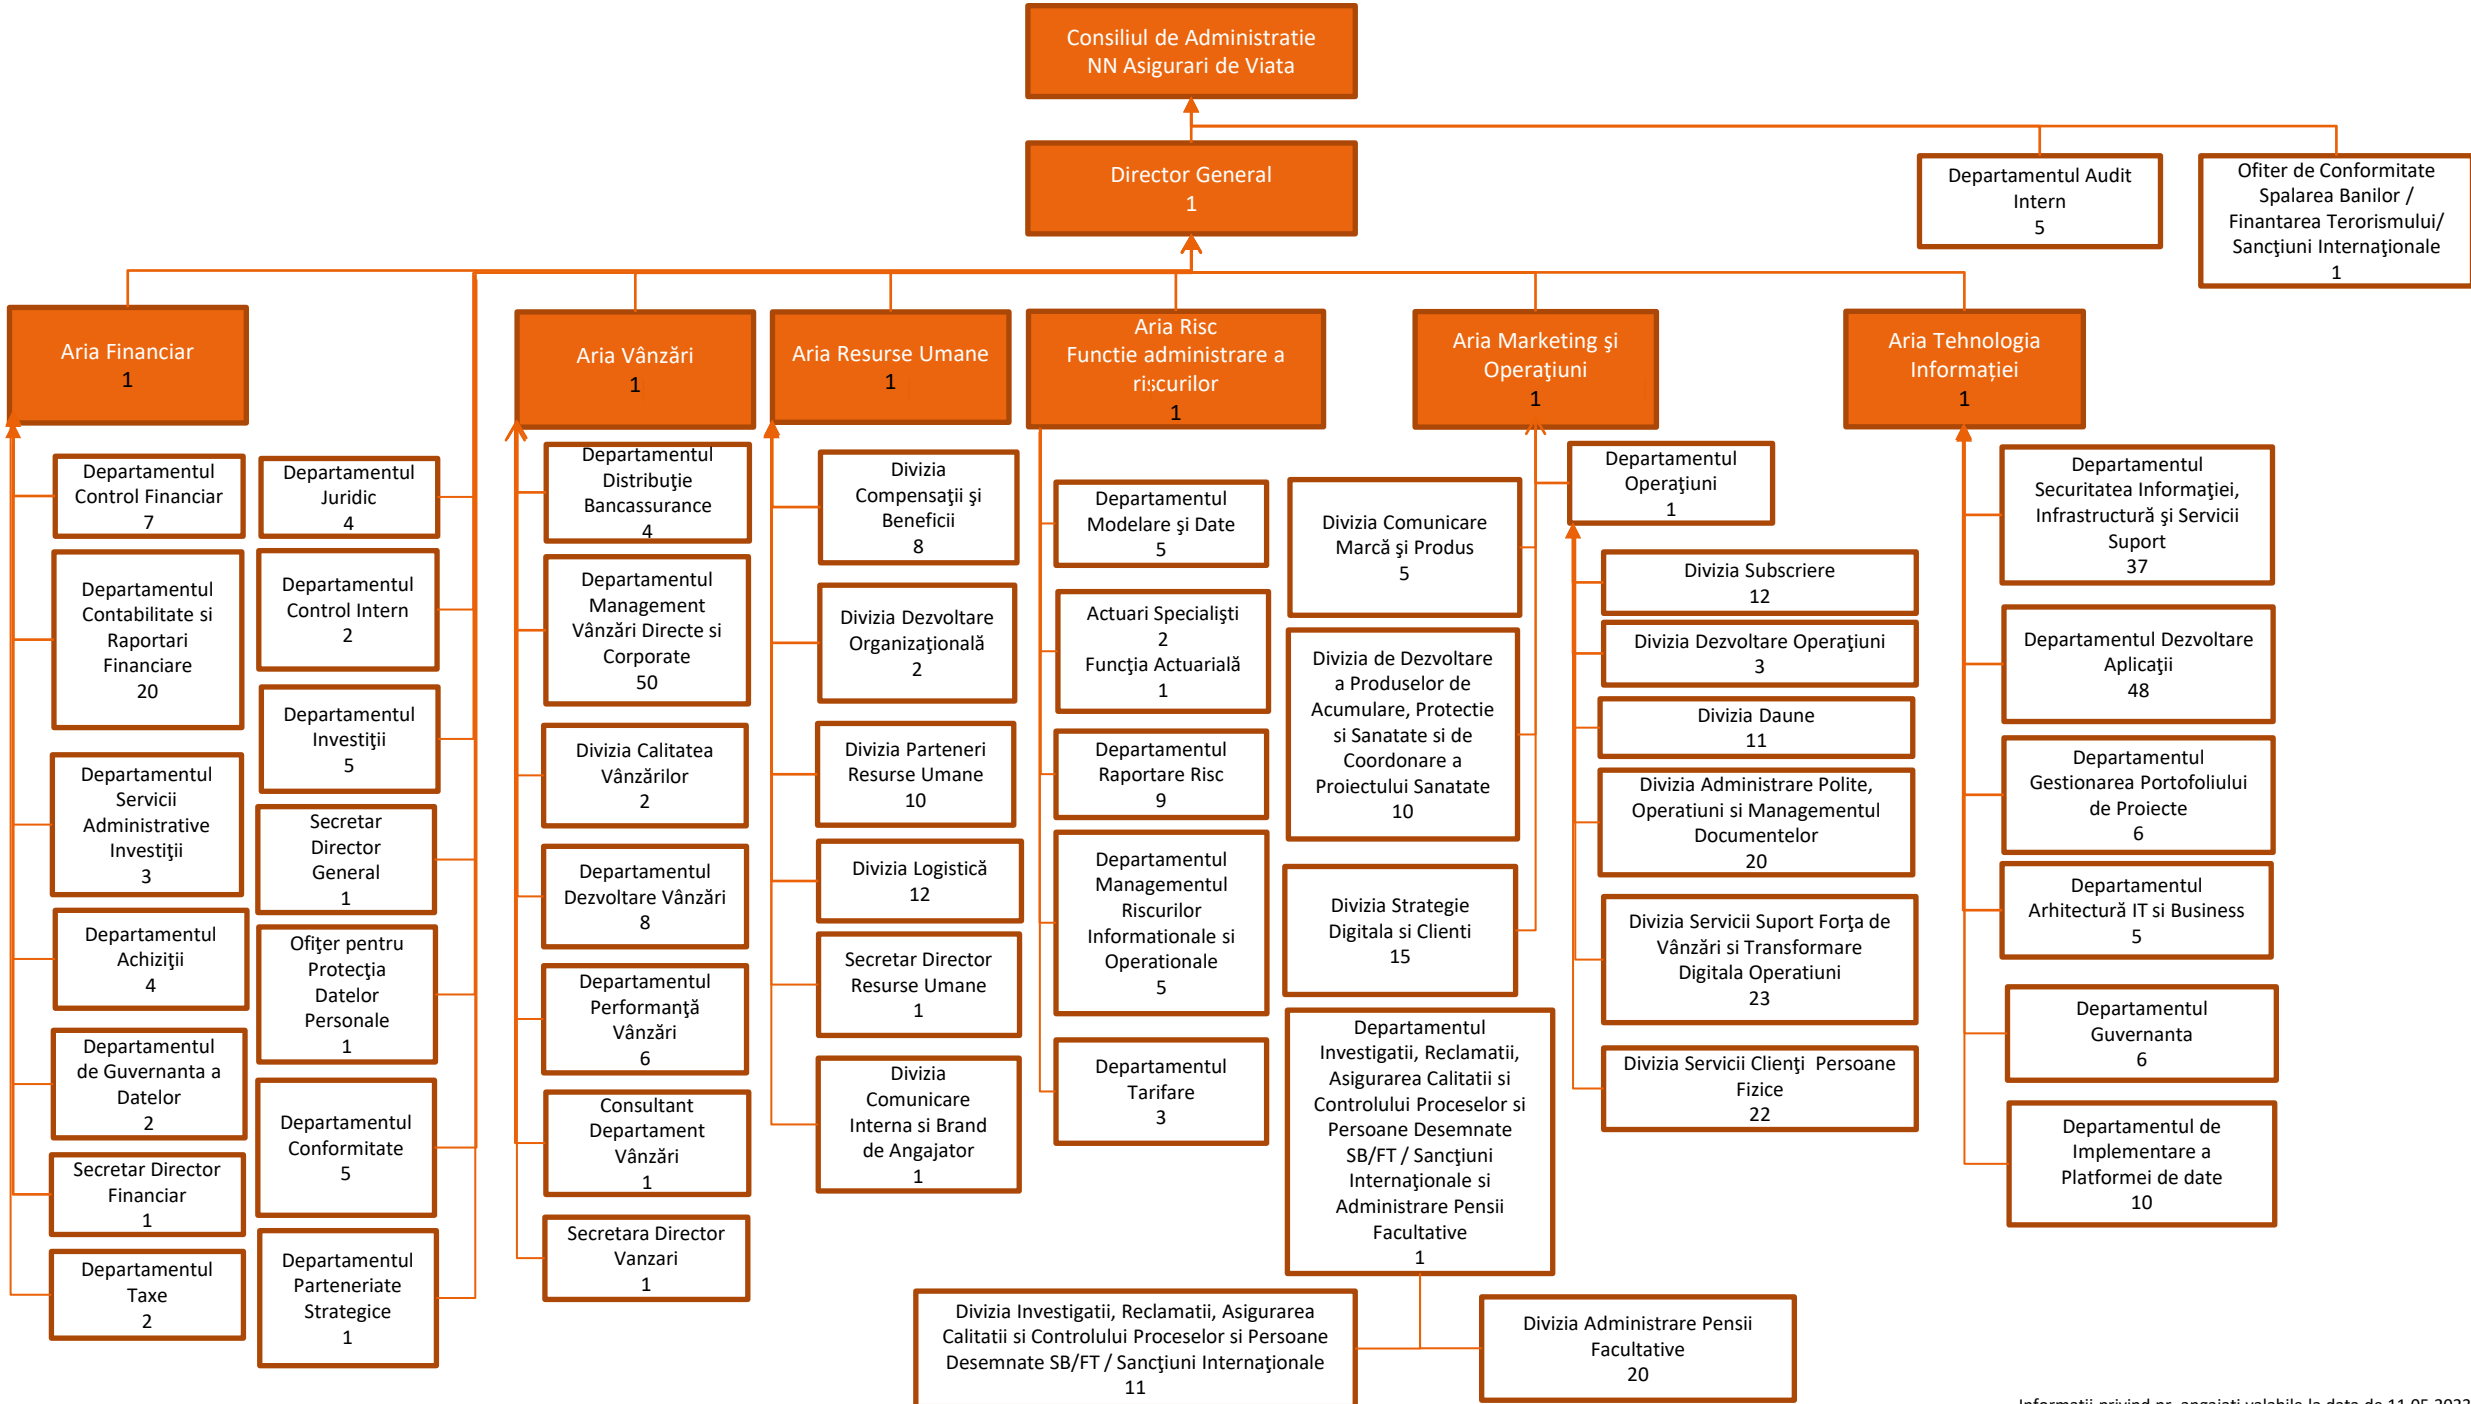 Consiliul de Administratie
NN Asigurari de Viata
Director General
1
Departamentul Audit
Intern
5
Ofiter de Conformitate
Spalarea Banilor /
Finantarea Terorismului/
Sancţiuni Internaţionale
1
Aria Financiar
1
Aria Vânzări
1
Aria Resurse Umane
1
Aria Risc
Functie administrare a
riscurilor
1
Aria Marketing şi
Operaţiuni
1
Aria Tehnologia
Informației
1
Departamentul
Control Financiar
7
Departamentul
Contabilitate si
Raportari
Financiare
20
Departamentul
Servicii
Administrative
Investiţii
3
Departamentul
Achiziţii
4
Departamentul
de Guvernanta a
Datelor
2
Secretar Director
Financiar
1
Departamentul
Taxe
2
Departamentul
Juridic
4
Departamentul
Control Intern
2
Departamentul
Investiţii
5
Secretar
Director
General
1
Ofiţer pentru
Protecţia
Datelor
Personale
1
Departamentul
Conformitate
5
Departamentul
Parteneriate
Strategice
1
Departamentul
Distribuţie
Bancassurance
4
Departamentul
Management
Vânzări Directe si
Corporate
50
Divizia Calitatea
Vânzărilor
2
Departamentul
Dezvoltare Vânzări
8
Departamentul
Performanţă
Vânzări
6
Consultant
Departament
Vânzări
1
Secretara Director
Vanzari
1
Divizia
Compensaţii şi
Beneficii
8
Divizia Dezvoltare
Organizaţională
2
Divizia Parteneri
Resurse Umane
10
Divizia Logistică
12
Secretar Director
Resurse Umane
1
Divizia
Comunicare
Interna si Brand
de Angajator
1
Departamentul
Modelare şi Date
5
Actuari Specialişti
2
Funcţia Actuarială
1
Departamentul
Raportare Risc
9
Departamentul
Managementul
Riscurilor
Informationale si
Operationale
5
Departamentul
Tarifare
3
Divizia Comunicare
Marcă şi Produs
5
Divizia de Dezvoltare
a Produselor de
Acumulare, Protectie
si Sanatate si de
Coordonare a
Proiectului Sanatate
10
Divizia Strategie
Digitala si Clienti
15
Departamentul
Investigatii, Reclamatii,
Asigurarea Calitatii si
Controlului Proceselor si
Persoane Desemnate
SB/FT / Sancţiuni
Internaţionale si
Administrare Pensii
Facultative
1
Divizia Investigatii, Reclamatii, Asigurarea
Calitatii si Controlului Proceselor si Persoane
Desemnate SB/FT / Sancţiuni Internaţionale
11
Divizia Administrare Pensii
Facultative
20
Departamentul
Operaţiuni
1
Divizia Subscriere
12
Divizia Dezvoltare Operaţiuni
3
Divizia Daune
11
Divizia Administrare Polite,
Operatiuni si Managementul
Documentelor
20
Divizia Servicii Suport Forţa de
Vânzări si Transformare
Digitala Operatiuni
23
Divizia Servicii Clienţi Persoane
Fizice
22
Departamentul
Securitatea Informaţiei,
Infrastructură şi Servicii
Suport
37
Departamentul Dezvoltare
Aplicaţii
48
Departamentul
Gestionarea Portofoliului
de Proiecte
6
Departamentul
Arhitectură IT si Business
5
Departamentul
Guvernanta
6
Departamentul de
Implementare a
Platformei de date
10
Informatii privind nr. angajati valabile la data de 11.05.2023